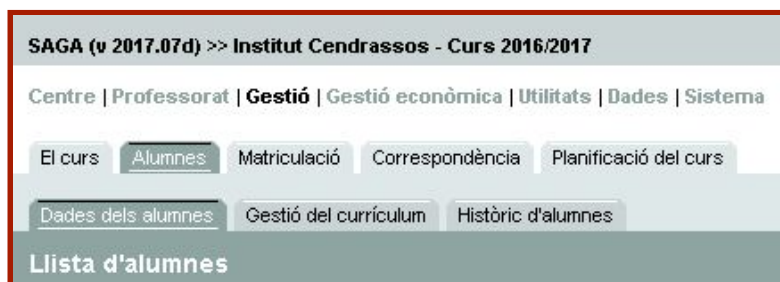 SAGA (v 2017.07d) >> Institut Cendrassos - Curs 2016/2017
Centre | Professorat | Gestió | Gestió econòmica | Utilitats | Dades | Sistema
El curs Alumnes Matriculació Correspondència Planificació del curs
Dades dels alumnes Gestió del currículum Històric d'alumnes
Llista d'alumnes